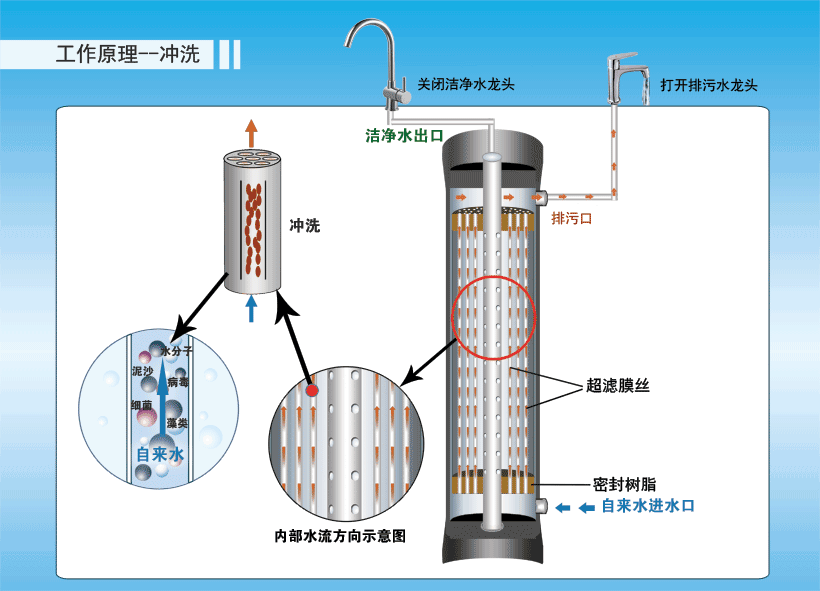 工作原理--冲洗
关闭洁净水龙头
打开排污水龙头
洁净水出口
排污口
冲洗
水分子
泥沙
病毒
细菌
藻类
自来水
超滤膜丝
密封树脂
自来水进水口
内部水流方向示意图